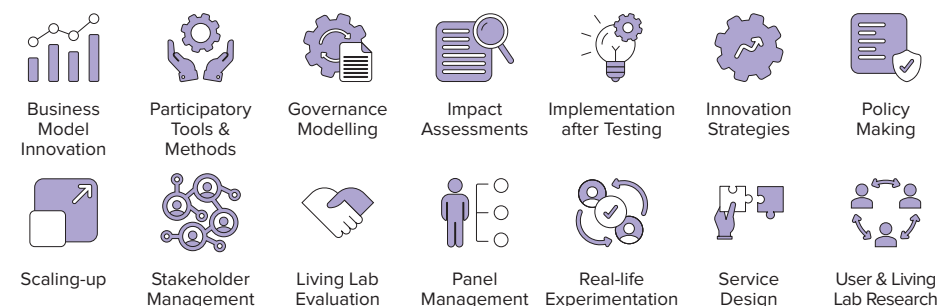 Business
Model
Innovation
Participatory
Tools &
Methods
Governance
Modelling
Impact
Assessments
Implementation
after Testing
Innovation
Strategies
Policy
Making
Scaling-up
Stakeholder
Management
Living Lab
Evaluation
Panel
Management
Real-life
Experimentation
Service
Design
User & Living
Lab Research